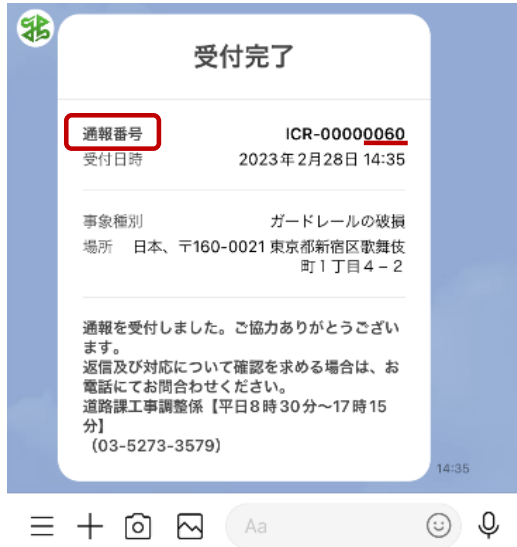 受付完了
通報番号 ICR-00000060
受付日時 2023年2月28日 14:35
事象種別 ガードレールの破損
場所 日本、〒160-0021 東京都新宿区歌舞伎
町1丁目4－2
通報を受付しました。ご協力ありがとうござい
ます。
返信及び対応について確認を求める場合は、お
電話にてお問合わせください。
道路課工事調整係【平日8時30分～17時15
分】
（03-5273-3579）
14:35
Aa